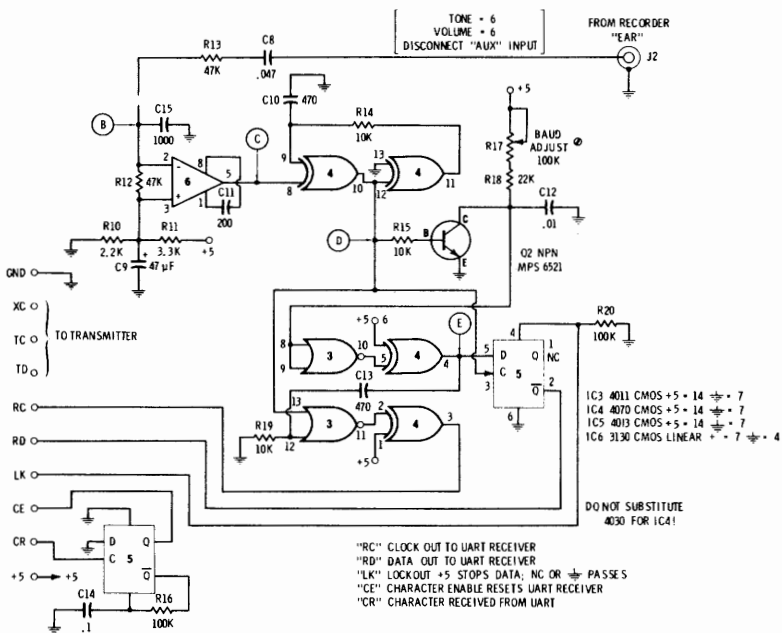 TONE = 6
VOLUME = 6
DISCONNECT "AUX" INPUT
FROM RECORDER
"EAR"
J2
R13
47K
C8
.047
C10
470
R14
10K
+5
BAUD
ADJUST
100K
R17
R18
22K
C12
.01
B
C15
1000
C
R12
47K
2
-
3
+
8
6
5
1
C11
200
9
8
4
10
13
12
4
11
R10
2.2K
R11
3.3K
+5
C9
+
47 μF
D
R15
10K
B
C
E
Q2 NPN
MPS 6521
GND
XC
TC
TD
TO TRANSMITTER
RC
RD
LK
CE
CR
+5
+5
+5
6
E
8
9
3
10
5
4
4
C13
470
13
12
3
11
2
1
4
3
+5
R19
10K
R20
100K
4
5
D
Q
1
NC
C
5
3
Q
2
6
IC3 4011 CMOS +5 = 14 = 7
IC4 4070 CMOS +5 = 14 = 7
IC5 4013 CMOS +5 = 14 = 7
IC6 3130 CMOS LINEAR + = 7 = 4
DO NOT SUBSTITUTE
4030 FOR IC4!
D
Q
C
5
Q
C14
.1
R16
100K
"RC" CLOCK OUT TO UART RECEIVER
"RD" DATA OUT TO UART RECEIVER
"LK" LOCKOUT +5 STOPS DATA; NC OR PASSES
"CE" CHARACTER ENABLE RESETS UART RECEIVER
"CR" CHARACTER RECEIVED FROM UART